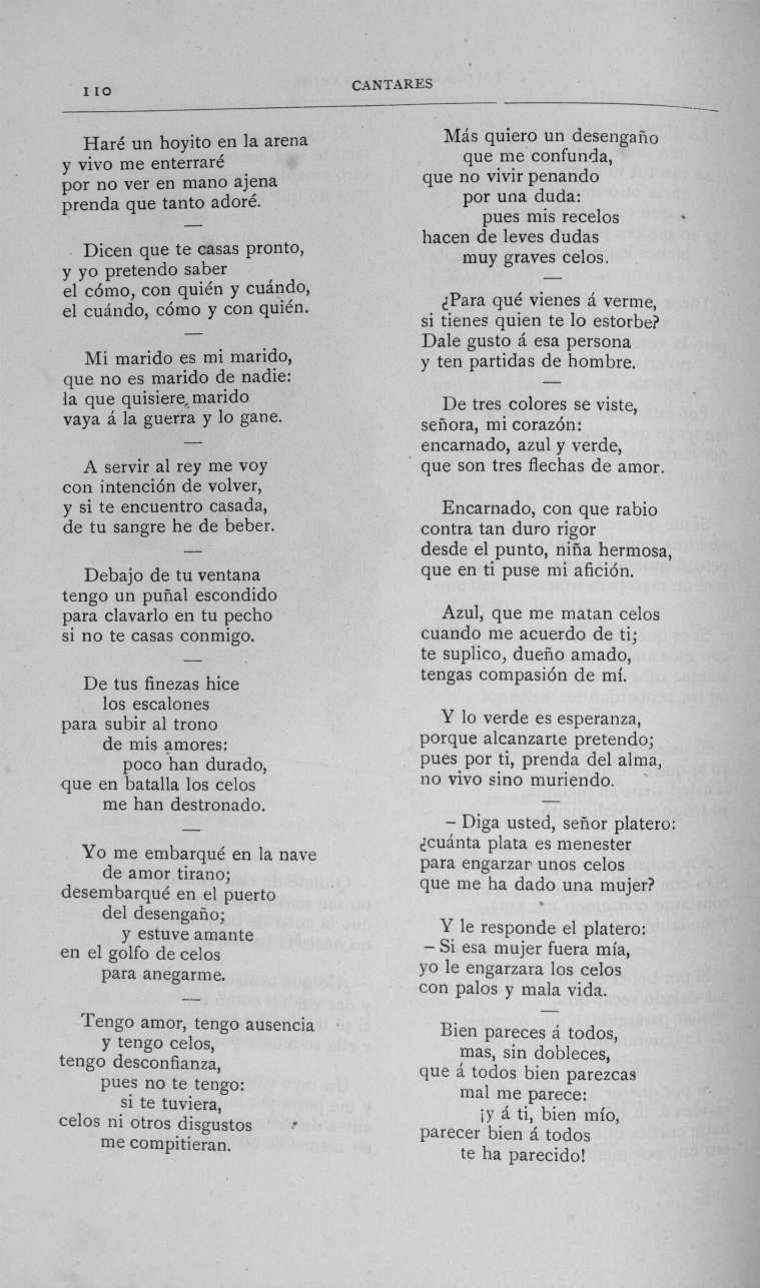 110
CANTARES
Haré un hoyito en la arena
y vivo me enterraré
por no ver en mano ajena
prenda que tanto adoré.
—
Dicen que te casas pronto,
y yo pretendo saber
el cómo, con quién y cuándo,
el cuándo, cómo y con quién.
—
Mi marido es mi marido,
que no es marido de nadie:
la que quisiere marido
vaya á la guerra y lo gane.
—
A servir al rey me voy
con intención de volver,
y si te encuentro casada,
de tu sangre he de beber.
—
Debajo de tu ventana
tengo un puñal escondido
para clavarlo en tu pecho
si no te casas conmigo.
—
De tus finezas hice
los escalones
para subir al trono
de mis amores:
poco han durado,
que en batalla los celos
me han destronado.
—
Yo me embarqué en la nave
de amor tirano;
desembarqué en el puerto
del desengaño;
y estuve amante
en el golfo de celos
para anegarme.
—
Tengo amor, tengo ausencia
y tengo celos,
tengo desconfianza,
pues no te tengo:
si te tuviera,
celos ni otros disgustos
me compitieran.
Más quiero un desengaño
que me confunda,
que no vivir penando
por una duda:
pues mis recelos
hacen de leves dudas
muy graves celos.
—
¿Para qué vienes á verme,
si tienes quien te lo estorbe?
Dale gusto á esa persona
y ten partidas de hombre.
—
De tres colores se viste,
señora, mi corazón:
encarnado, azul y verde,
que son tres flechas de amor.
Encarnado, con que rabio
contra tan duro rigor
desde el punto, niña hermosa,
que en ti puse mi afición.
Azul, que me matan celos
cuando me acuerdo de ti;
te suplico, dueño amado,
tengas compasión de mí.
Y lo verde es esperanza,
porque alcanzarte pretendo;
pues por ti, prenda del alma,
no vivo sino muriendo.
—
– Diga usted, señor platero:
¿cuánta plata es menester
para engarzar unos celos
que me ha dado una mujer?
Y le responde el platero:
– Si esa mujer fuera mía,
yo le engarzara los celos
con palos y mala vida.
—
Bien pareces á todos,
mas, sin dobleces,
que á todos bien parezcas
mal me parece:
¡y á ti, bien mío,
parecer bien á todos
te ha parecido!